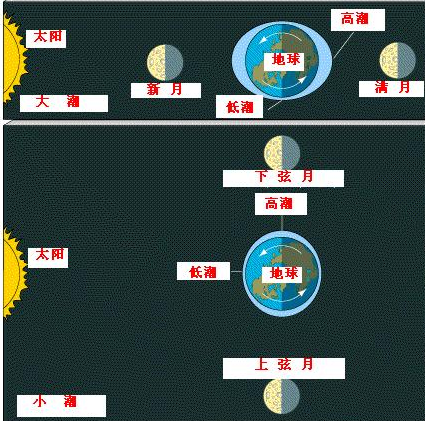 高潮
太阳
地球
新 月
满 月
大 潮
低潮
下 弦 月
高潮
太阳
低潮
地球
上 弦 月
小 潮